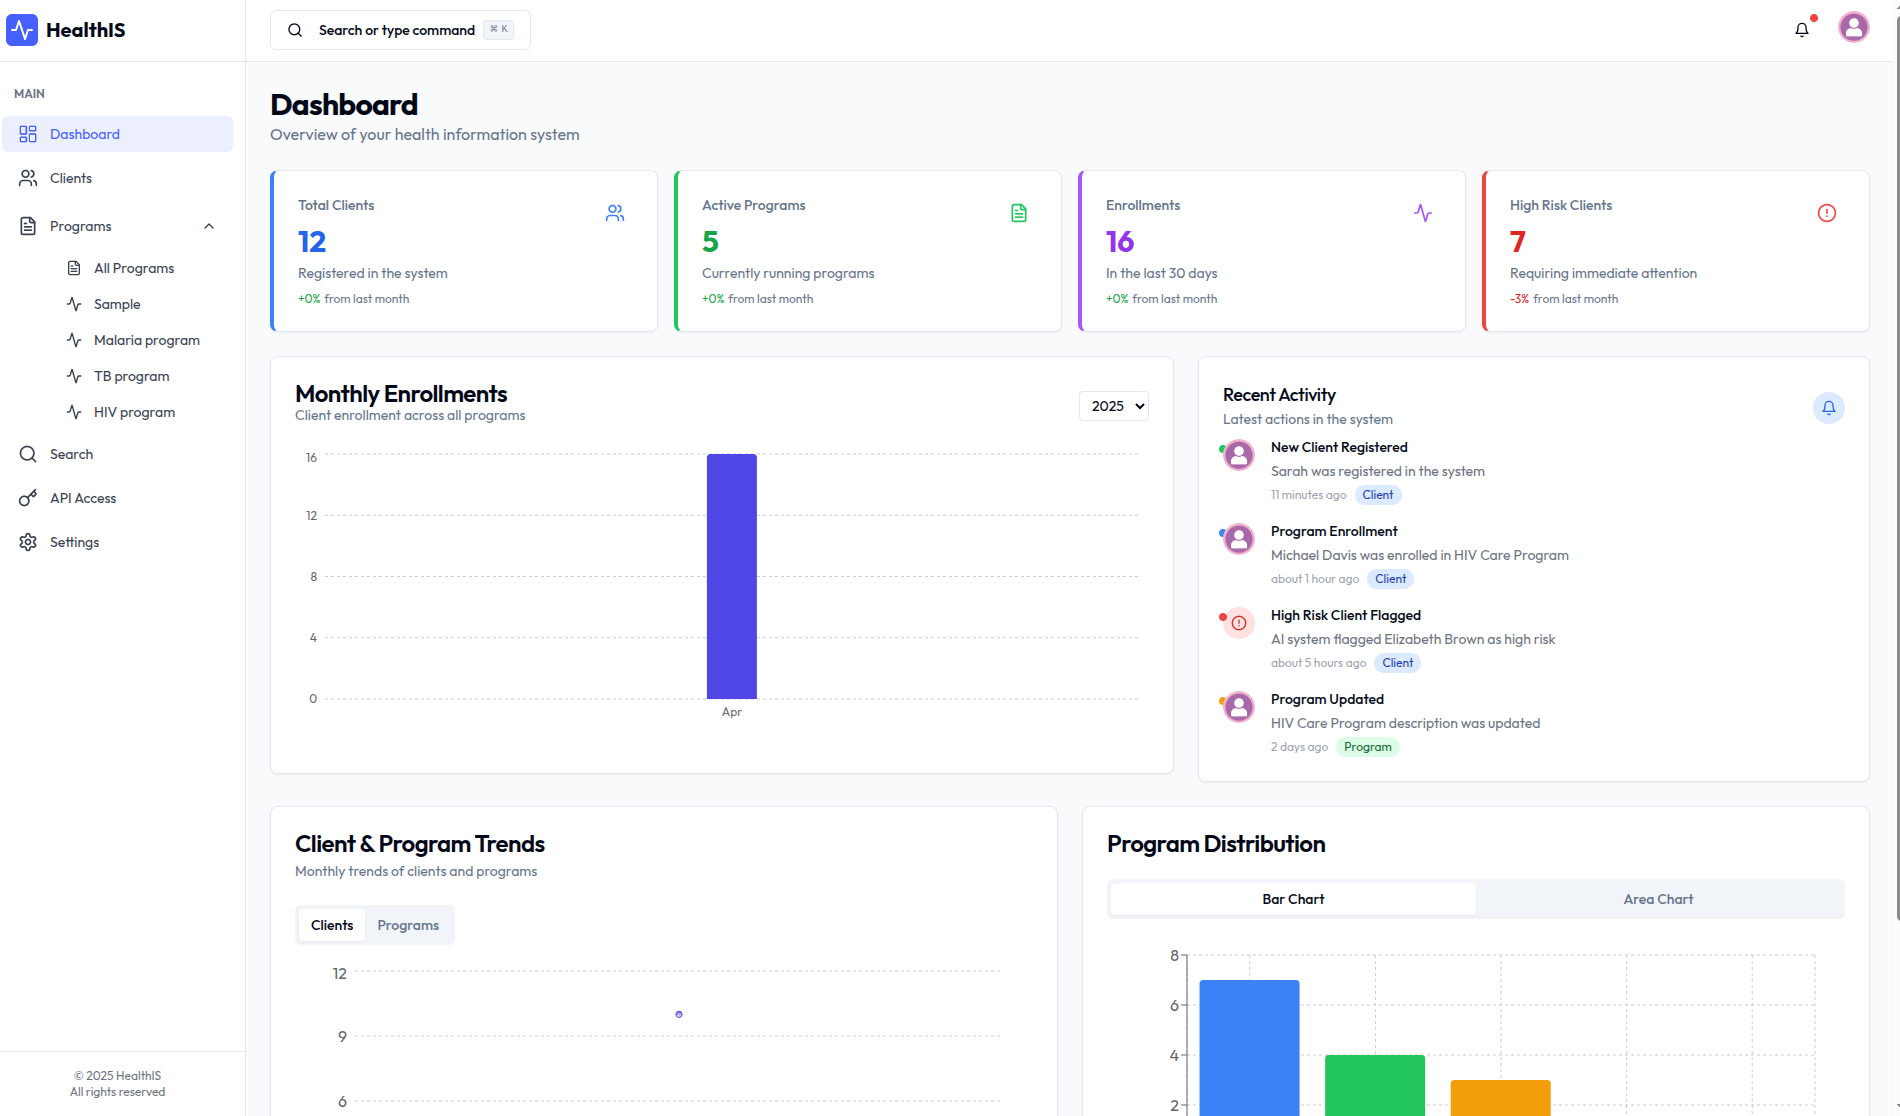 HealthIS
Search or type command
⌘ K
MAIN
Dashboard
Clients
Programs
All Programs
Sample
Malaria program
TB program
HIV program
Search
API Access
Settings
© 2025 HealthIS
All rights reserved
Dashboard
Overview of your health information system
Total Clients
12
Registered in the system
+0% from last month
Active Programs
5
Currently running programs
+0% from last month
Enrollments
16
In the last 30 days
+0% from last month
High Risk Clients
7
Requiring immediate attention
-3% from last month
Monthly Enrollments
Client enrollment across all programs
2025
16
12
8
4
0
Apr
Recent Activity
Latest actions in the system
New Client Registered
Sarah was registered in the system
11 minutes ago Client
Program Enrollment
Michael Davis was enrolled in HIV Care Program
about 1 hour ago Client
High Risk Client Flagged
AI system flagged Elizabeth Brown as high risk
about 5 hours ago Client
Program Updated
HIV Care Program description was updated
2 days ago Program
Client & Program Trends
Monthly trends of clients and programs
Clients Programs
12
9
6
Program Distribution
Bar Chart Area Chart
8
6
4
2